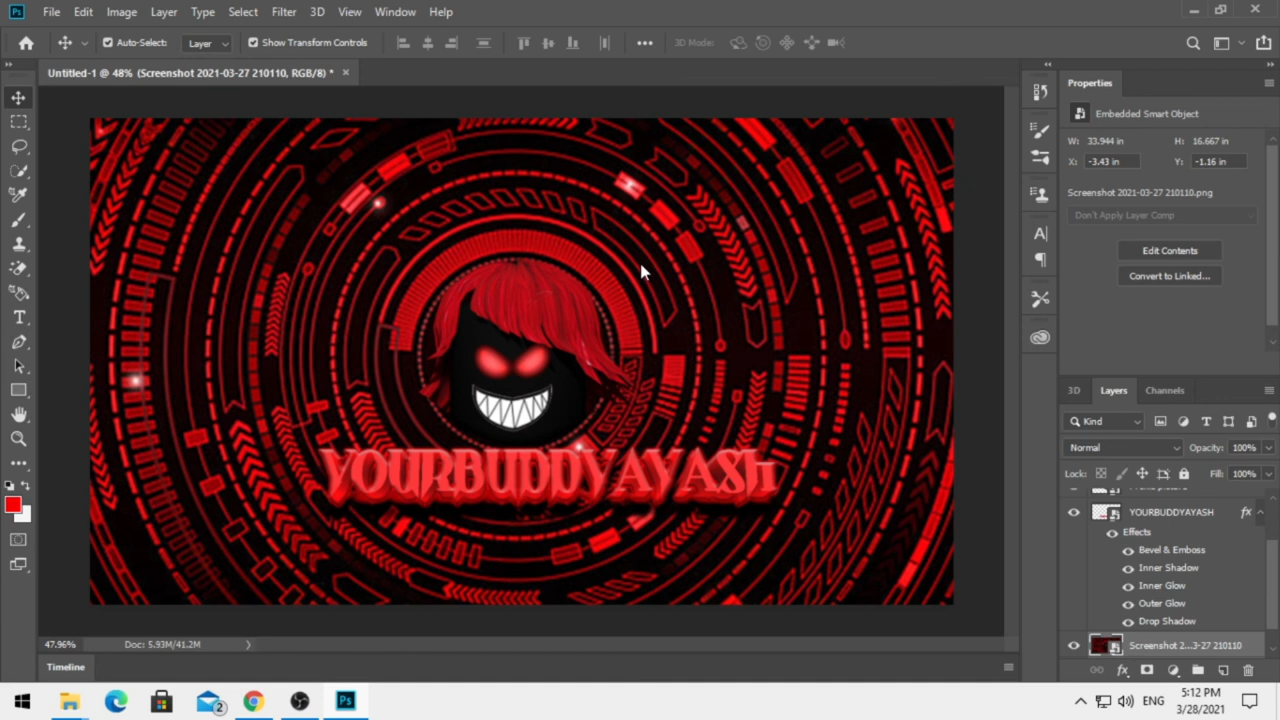 Ps File Edit Image Layer Type Select Filter 3D View Window Help
Auto-Select: Layer Show Transform Controls 3D Mode:
Untitled-1 @ 48% (Screenshot 2021-03-27 210110, RGB/8) *
Properties
Embedded Smart Object
W: 33.944 in H: 16.667 in
X: -3.43 in Y: -1.16 in
Screenshot 2021-03-27 210110.png
Don't Apply Layer Comp
Edit Contents
Convert to Linked...
YOURBUDDYAYASH
3D Layers Channels
Kind
Normal Opacity: 100%
Lock: Fill: 100%
YOURBUDDYAYASH fx
Effects
Bevel & Emboss
Inner Shadow
Inner Glow
Outer Glow
Drop Shadow
Screenshot 2...3-27 210110
fx
47.96% Doc: 5.93M/41.2M
Timeline
2 Ps ENG 5:12 PM
3/28/2021